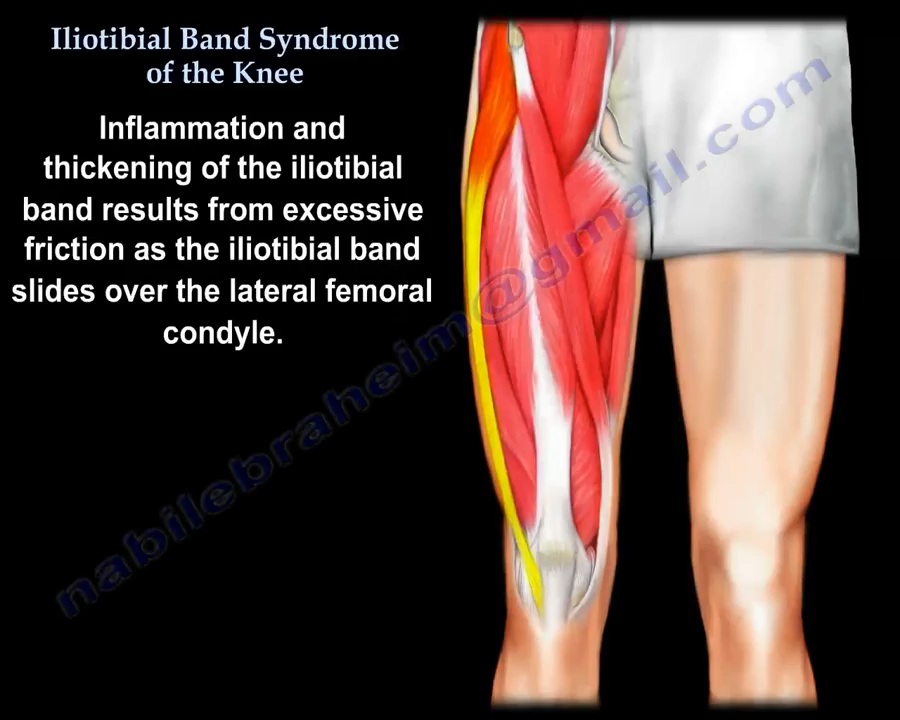 Iliotibial Band Syndrome
of the Knee
Inflammation and
thickening of the iliotibial
band results from excessive
friction as the iliotibial band
slides over the lateral femoral
condyle.
nabilebraheim@gmail.com